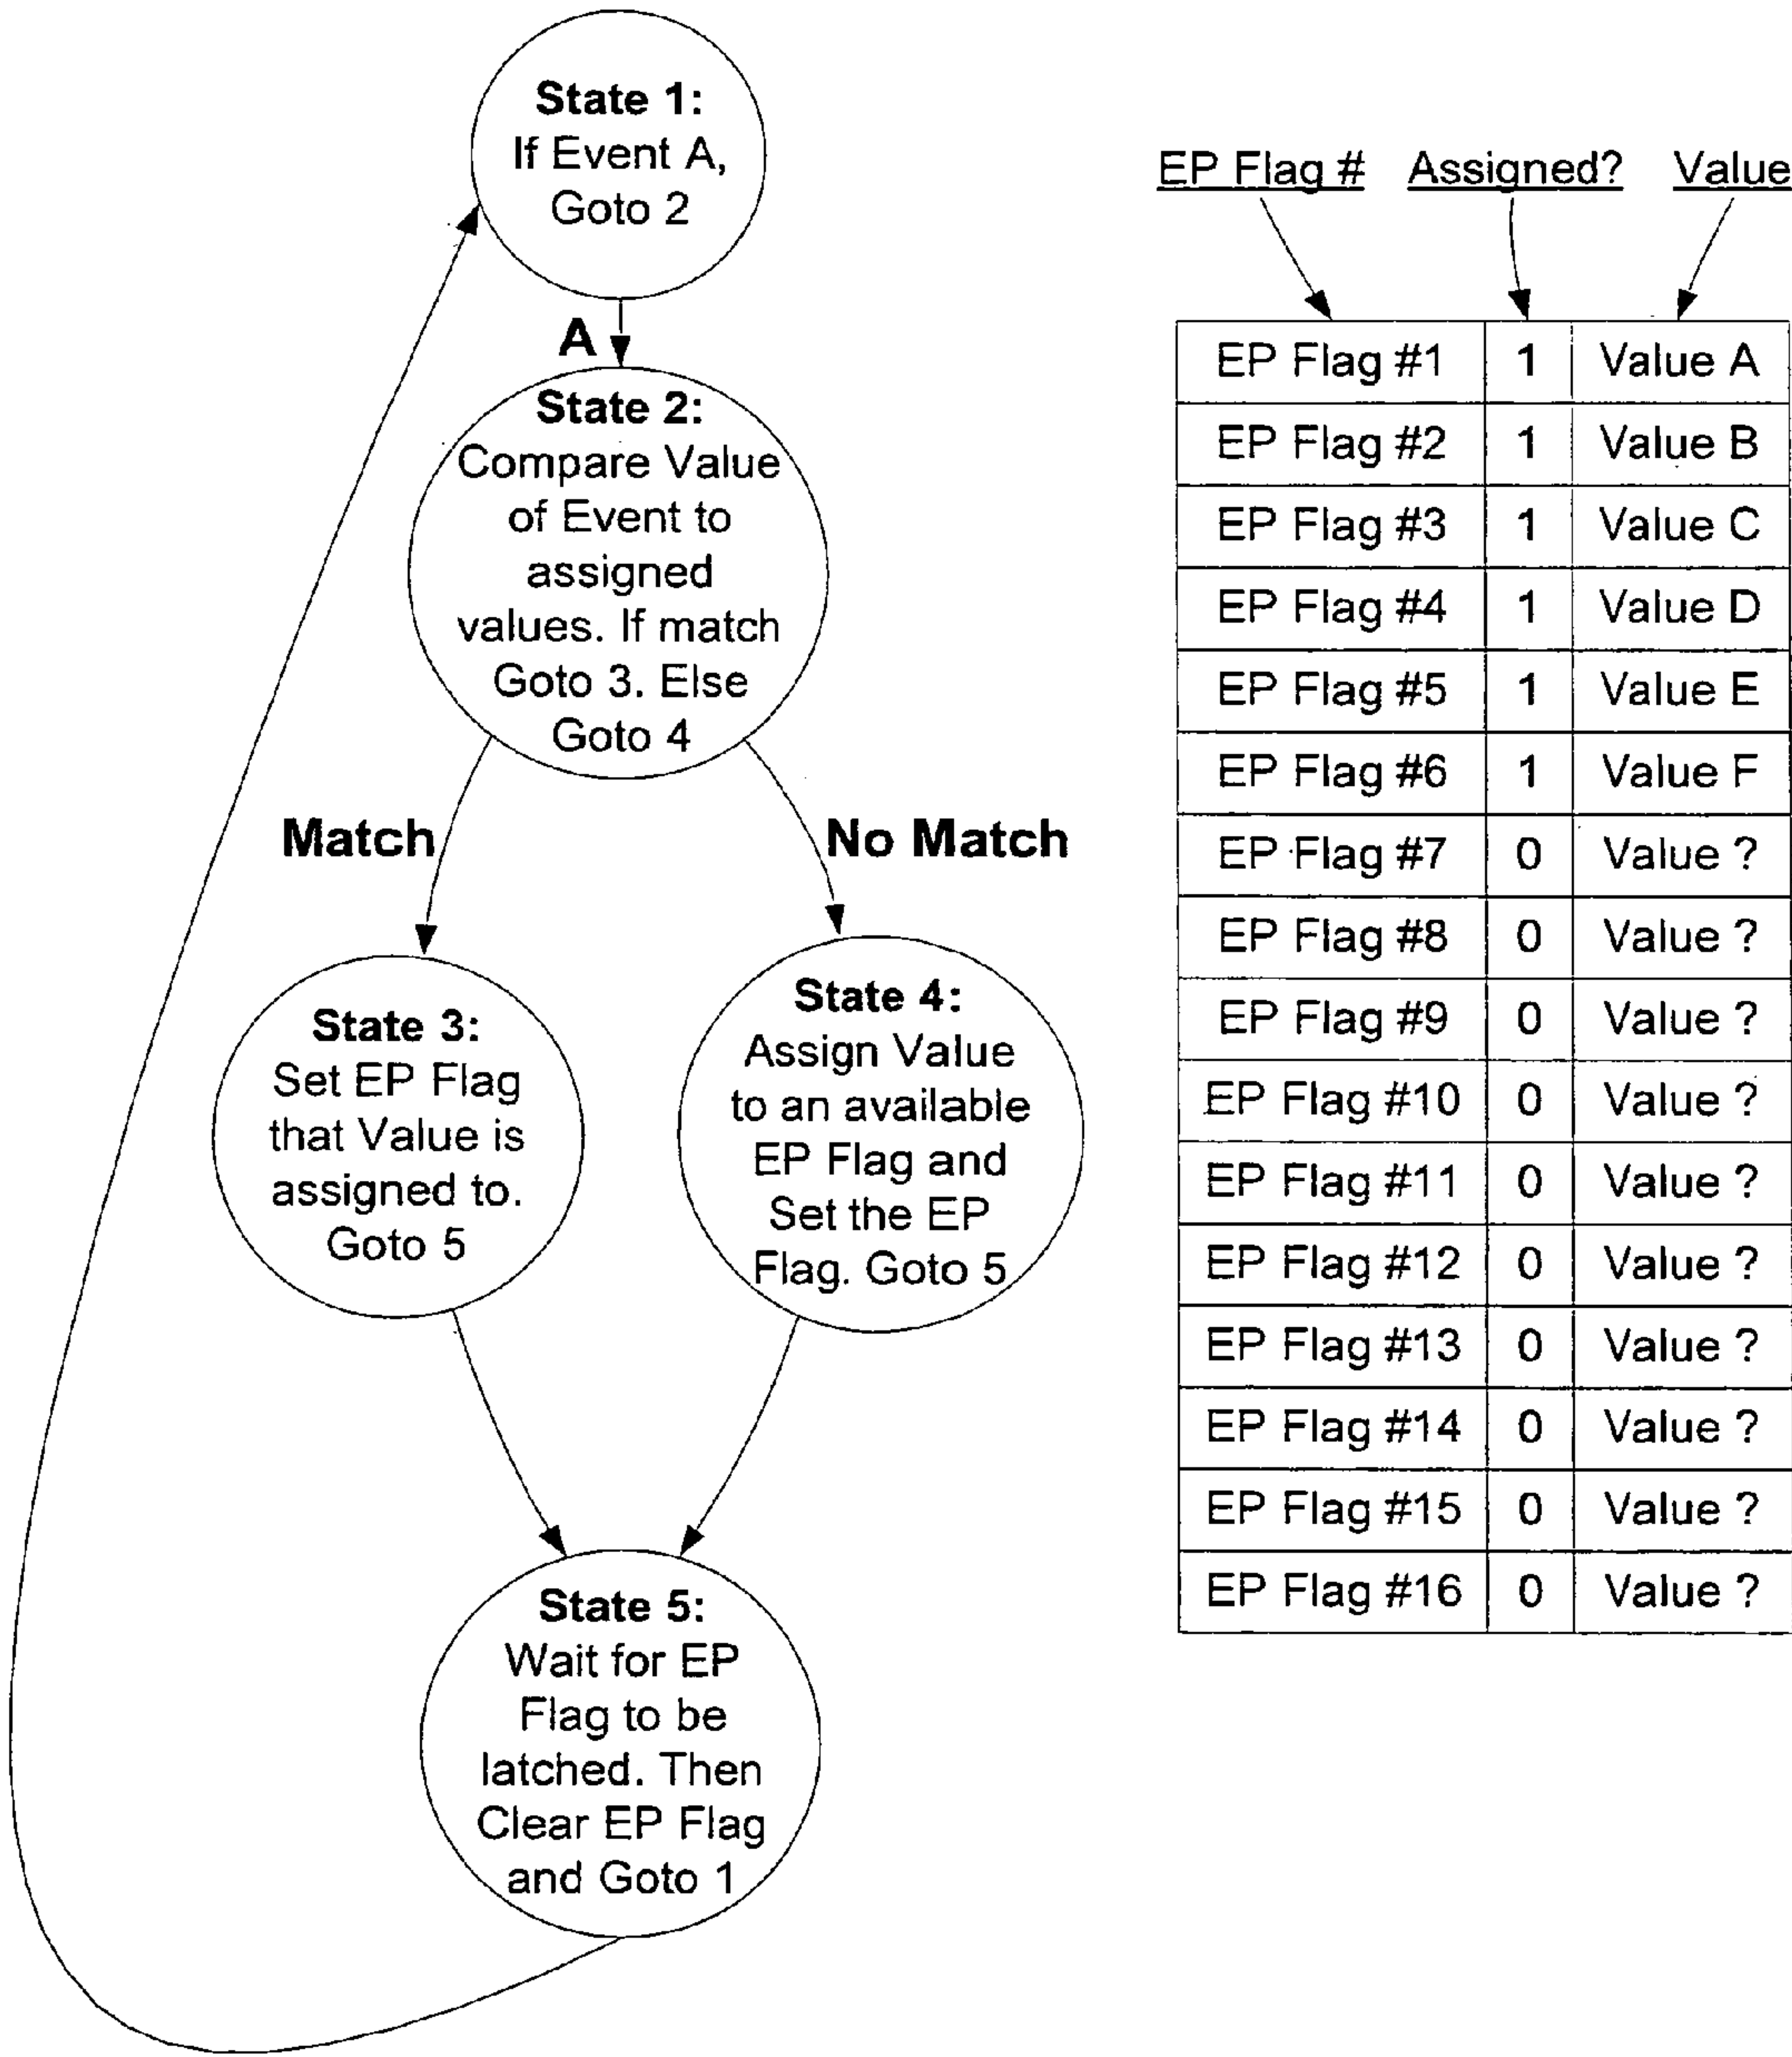 State 1:
If Event A,
Goto 2
A
State 2:
Compare Value
of Event to
assigned
values. If match
Goto 3. Else
Goto 4
Match
No Match
State 3:
Set EP Flag
that Value is
assigned to.
Goto 5
State 4:
Assign Value
to an available
EP Flag and
Set the EP
Flag. Goto 5
State 5:
Wait for EP
Flag to be
latched. Then
Clear EP Flag
and Goto 1
EP Flag # Assigned? Value
EP Flag #1 1 Value A
EP Flag #2 1 Value B
EP Flag #3 1 Value C
EP Flag #4 1 Value D
EP Flag #5 1 Value E
EP Flag #6 1 Value F
EP Flag #7 0 Value ?
EP Flag #8 0 Value ?
EP Flag #9 0 Value ?
EP Flag #10 0 Value ?
EP Flag #11 0 Value ?
EP Flag #12 0 Value ?
EP Flag #13 0 Value ?
EP Flag #14 0 Value ?
EP Flag #15 0 Value ?
EP Flag #16 0 Value ?